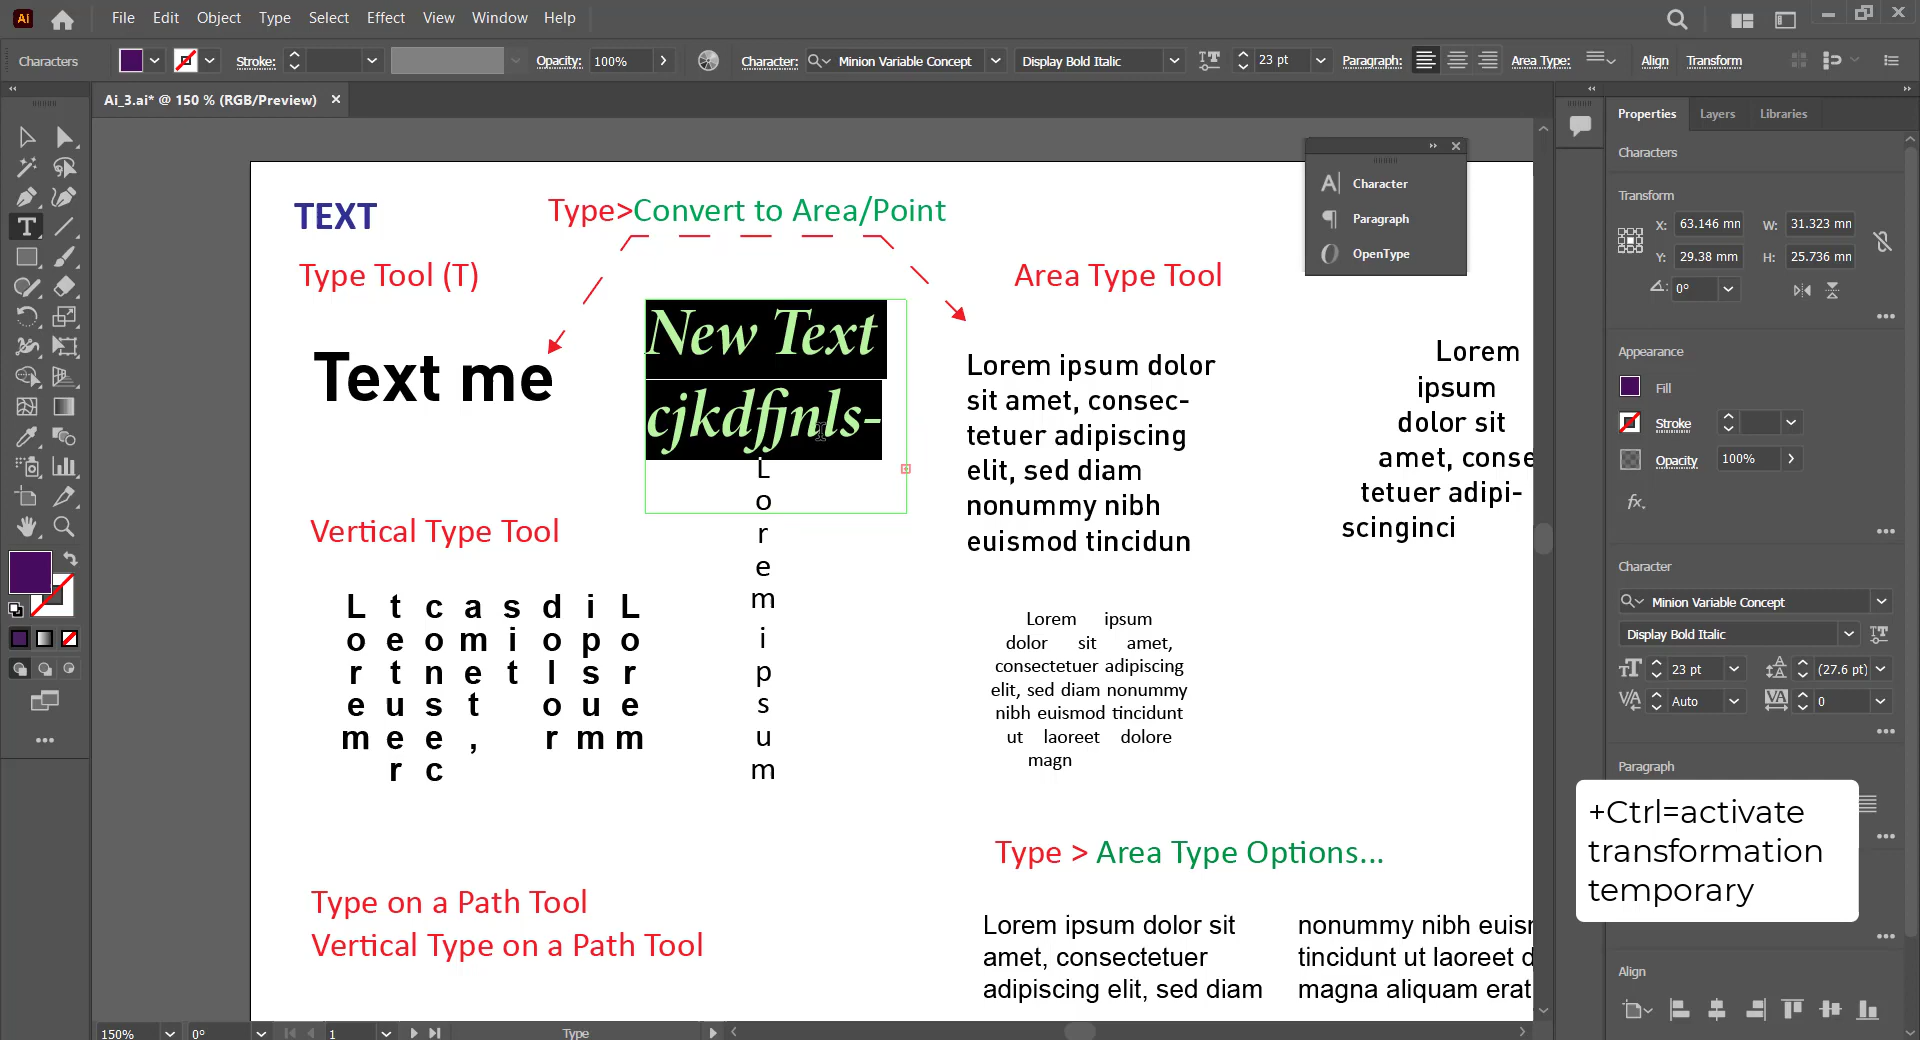 Ai
File Edit Object Type Select Effect View Window Help
Characters Stroke: Opacity: 100% Character: Minion Variable Concept Display Bold Italic 23 pt Paragraph: Area Type: Align Transform
Ai_3.ai* @ 150 % (RGB/Preview)
TEXT
Type>Convert to Area/Point
Type Tool (T)
Area Type Tool
Text me
New Text
cjkdfjnls-
Lorem ipsum dolor
sit amet, consec-
tetuer adipiscing
elit, sed diam
nonummy nibh
euismod tincidun
Lorem
ipsum
dolor sit
amet, conse
tetuer adipi-
scinginci
Vertical Type Tool
L t c a s d i L
o e o m i o p o
r t n e t l s r
e u s t o u e
m e e , r m m
r c
L
o
r
e
m
i
p
s
u
m
Lorem ipsum
dolor sit amet,
consectetuer adipiscing
elit, sed diam nonummy
nibh euismod tincidunt
ut laoreet dolore
magn
Type > Area Type Options...
Type on a Path Tool
Vertical Type on a Path Tool
Lorem ipsum dolor sit
amet, consectetuer
adipiscing elit, sed diam
nonummy nibh euisr
tincidunt ut laoreet d
magna aliquam erat
Character
Paragraph
OpenType
Properties Layers Libraries
Characters
Transform
X: 63.146 mm W: 31.323 mm
Y: 29.38 mm H: 25.736 mm
0°
Appearance
Fill
Stroke
Opacity 100%
fx.
Character
Minion Variable Concept
Display Bold Italic
23 pt (27.6 pt)
Auto 0
Paragraph
+Ctrl=activate
transformation
temporary
Align
150% 0° 1 Type